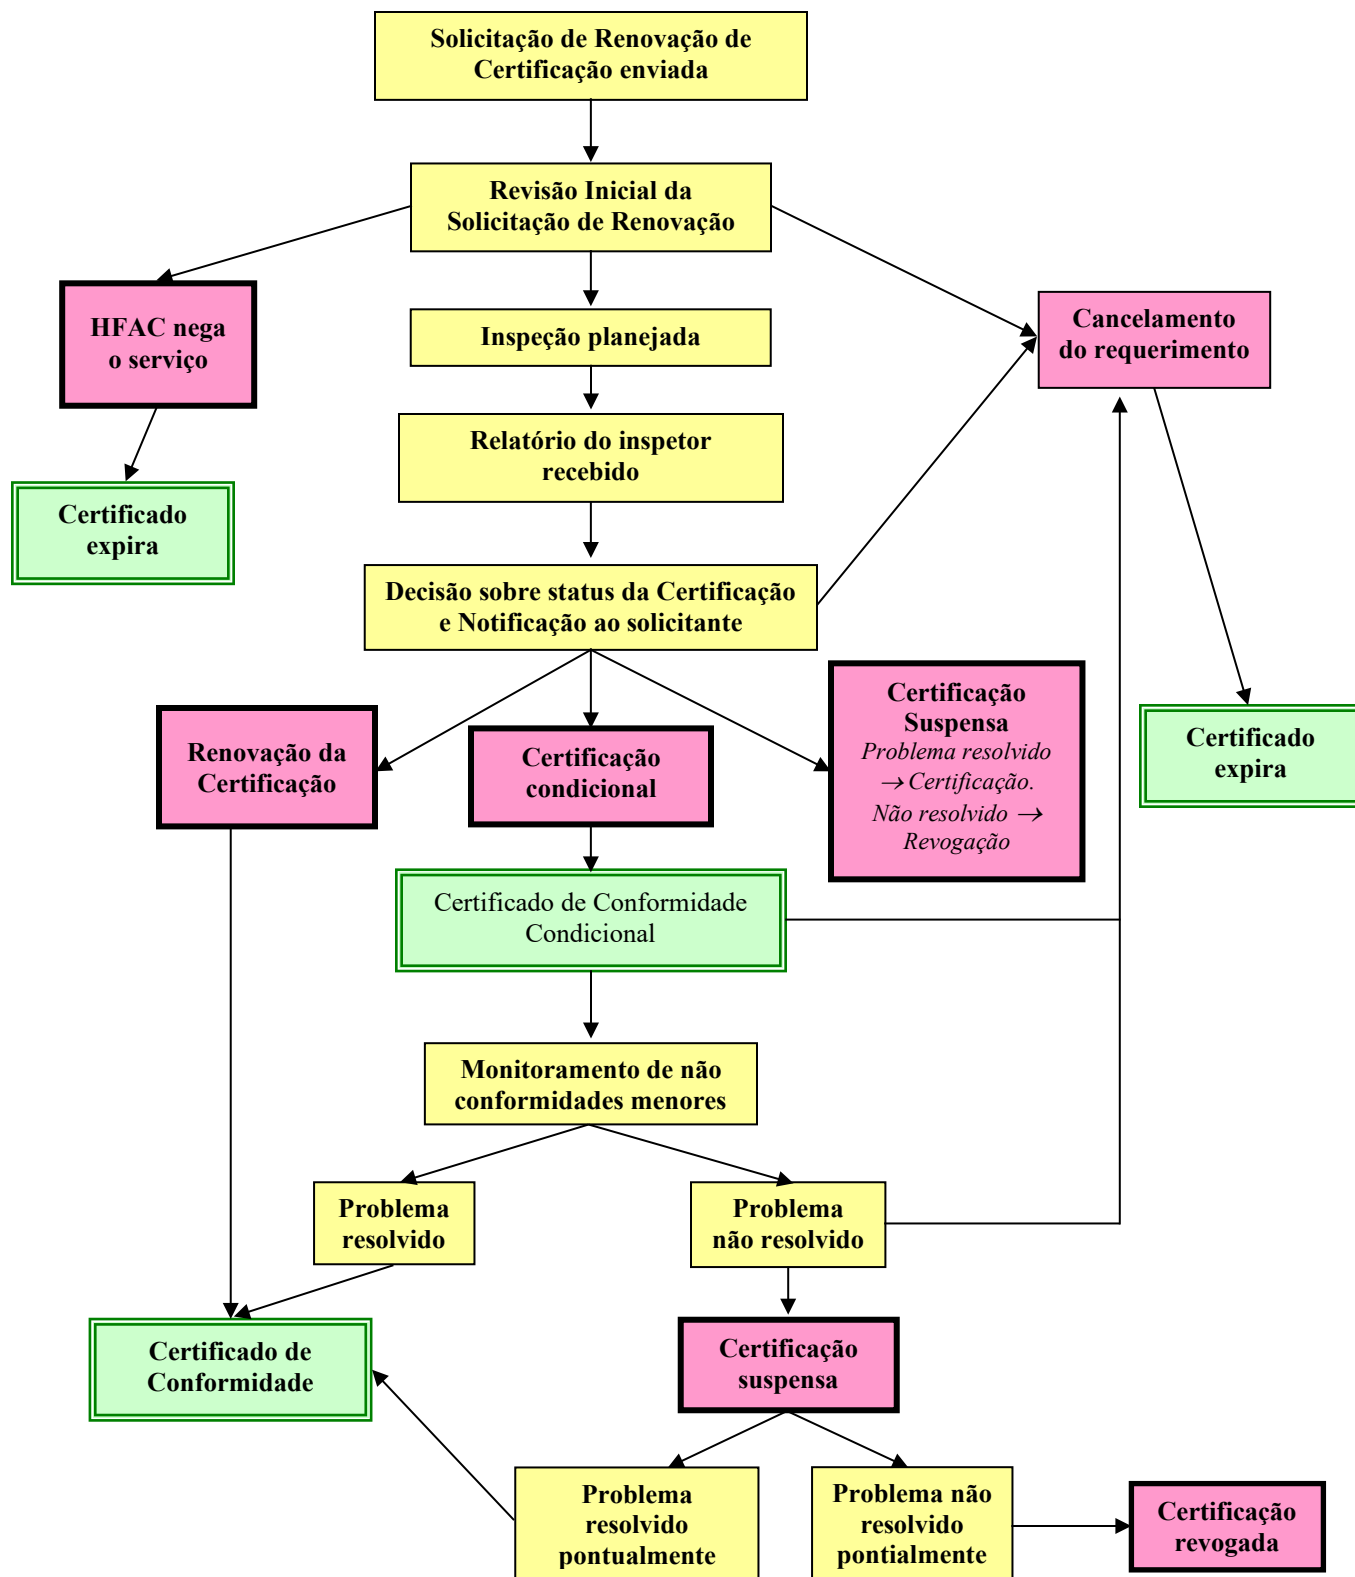 Solicitação de Renovação de
Certificação enviada
Revisão Inicial da
Solicitação de Renovação
HFAC nega
o serviço
Inspeção planejada
Cancelamento
do requerimento
Relatório do inspetor
recebido
Certificado
expira
Decisão sobre status da Certificação
e Notificação ao solicitante
Renovação da
Certificação
Certificação
condicional
Certificação
Suspensa
Problema resolvido
→ Certificação.
Não resolvido →
Revogação
Certificado
expira
Certificado de Conformidade
Condicional
Monitoramento de não
conformidades menores
Problema
resolvido
Problema
não resolvido
Certificado de
Conformidade
Certificação
suspensa
Problema
resolvido
pontualmente
Problema não
resolvido
pontialmente
Certificação
revogada